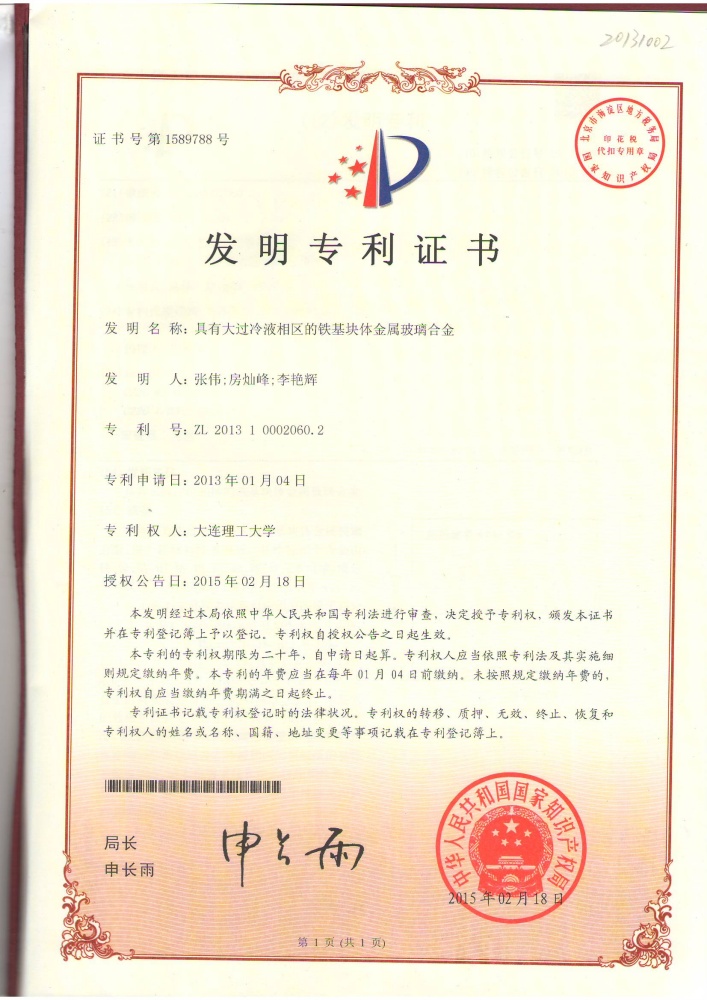 20131002
证书号第1589788号
北京市海淀区地方税务局
印花税
代扣专用章
国家知识产权局
发明专利证书
发明名称：具有大过冷液相区的铁基块体金属玻璃合金
发明人：张伟;房灿峰;李艳辉
专利号：ZL 2013 1 0002060.2
专利申请日：2013年01月04日
专利权人：大连理工大学
授权公告日：2015年02月18日
本发明经过本局依照中华人民共和国专利法进行审查，决定授予专利权，颁发本证书
并在专利登记簿上予以登记。专利权自授权公告之日起生效。
本专利的专利权期限为二十年，自申请日起算。专利权人应当依照专利法及其实施细
则规定缴纳年费。本专利的年费应当在每年01月04日前缴纳。未按照规定缴纳年费的，
专利权自应当缴纳年费期满之日起终止。
专利证书记载专利权登记时的法律状况。专利权的转移、质押、无效、终止、恢复和
专利权人的姓名或名称、国籍、地址变更等事项记载在专利登记簿上。
局长
申长雨
申长雨
中华人民共和国国家知识产权局
2015年02月18日
第1页(共1页)